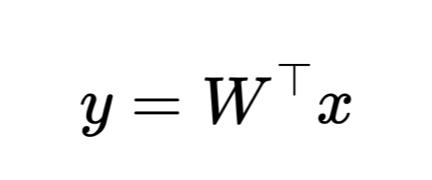 y = W^⊤ x